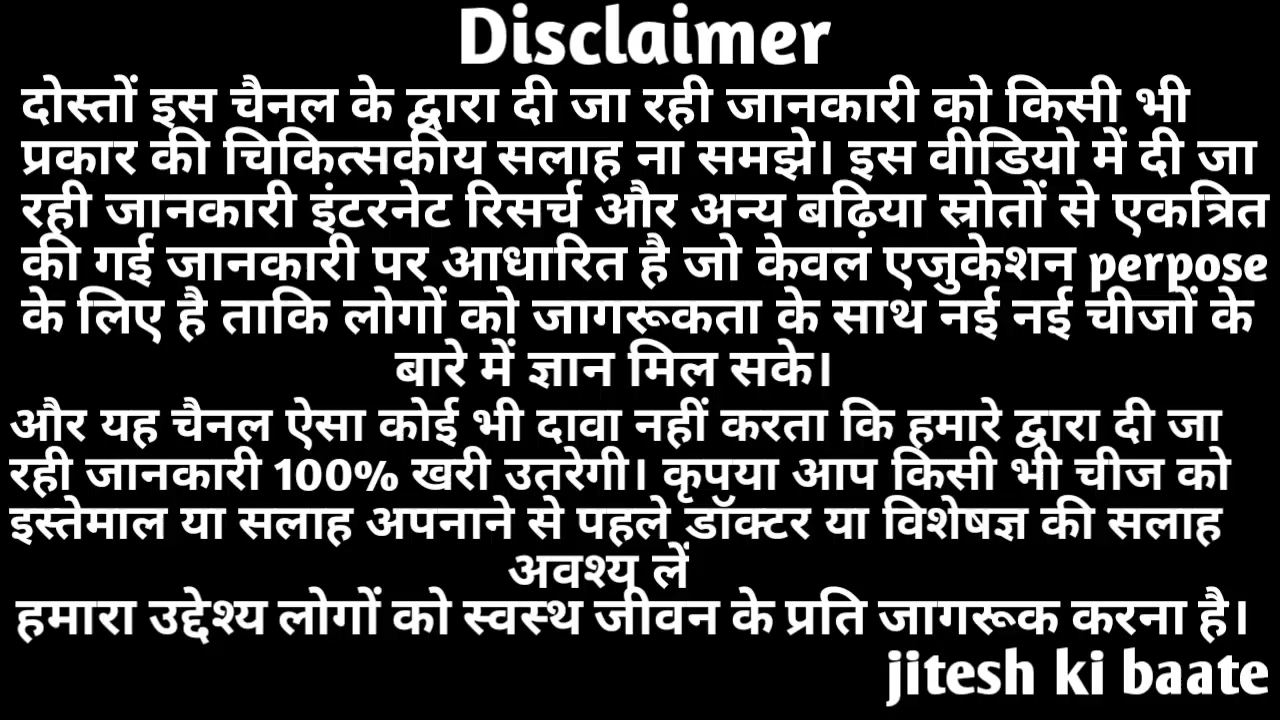 Disclaimer
दोस्तों इस चैनल के द्वारा दी जा रही जानकारी को किसी भी
प्रकार की चिकित्सकीय सलाह ना समझे। इस वीडियो में दी जा
रही जानकारी इंटरनेट रिसर्च और अन्य बढ़िया स्रोतों से एकत्रित
की गई जानकारी पर आधारित है जो केवल एजुकेशन perpose
के लिए है ताकि लोगों को जागरूकता के साथ नई नई चीजों के
बारे में ज्ञान मिल सके।
और यह चैनल ऐसा कोई भी दावा नहीं करता कि हमारे द्वारा दी जा
रही जानकारी 100% खरी उतरेगी। कृपया आप किसी भी चीज को
इस्तेमाल या सलाह अपनाने से पहले डॉक्टर या विशेषज्ञ की सलाह
अवश्य लें
हमारा उद्देश्य लोगों को स्वस्थ जीवन के प्रति जागरूक करना है।
jitesh ki baate